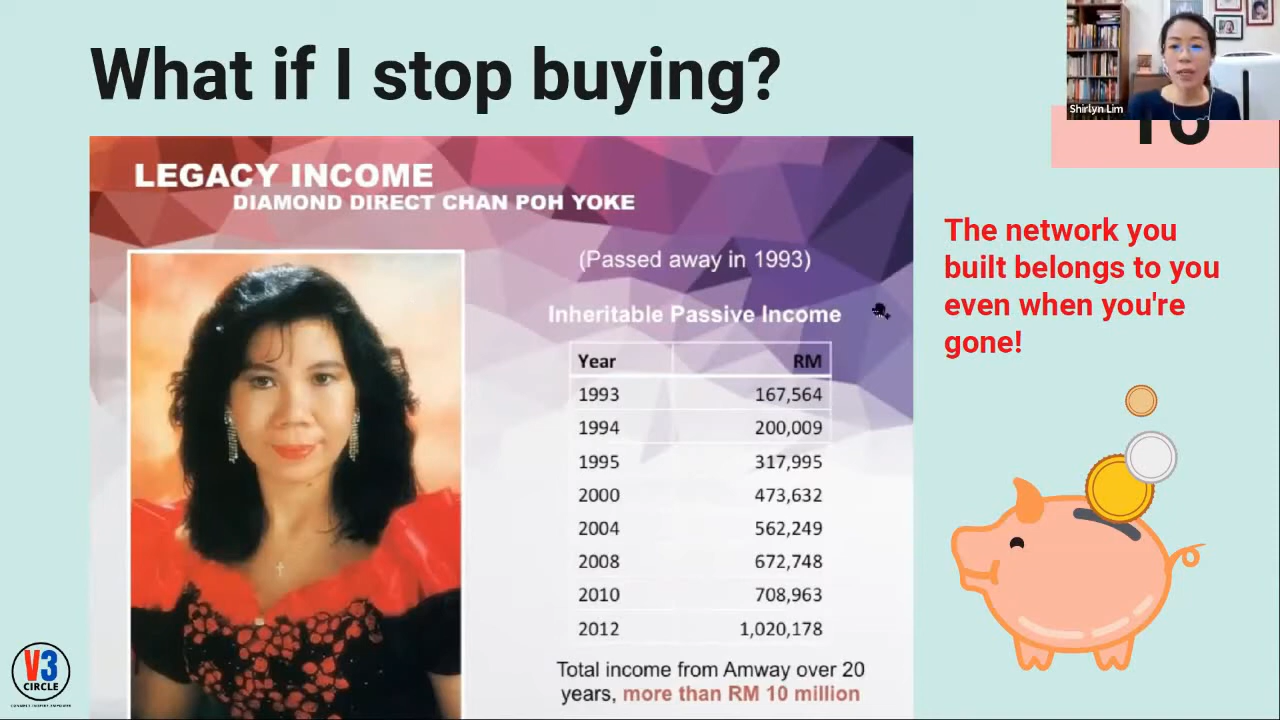 What if I stop buying?
Shirlyn Lim
LEGACY INCOME
DIAMOND DIRECT CHAN POH YOKE
(Passed away in 1993)
Inheritable Passive Income
Year RM
1993 167,564
1994 200,009
1995 317,995
2000 473,632
2004 562,249
2008 672,748
2010 708,963
2012 1,020,178
Total income from Amway over 20
years, more than RM 10 million
The network you
built belongs to you
even when you're
gone!
V3
CIRCLE